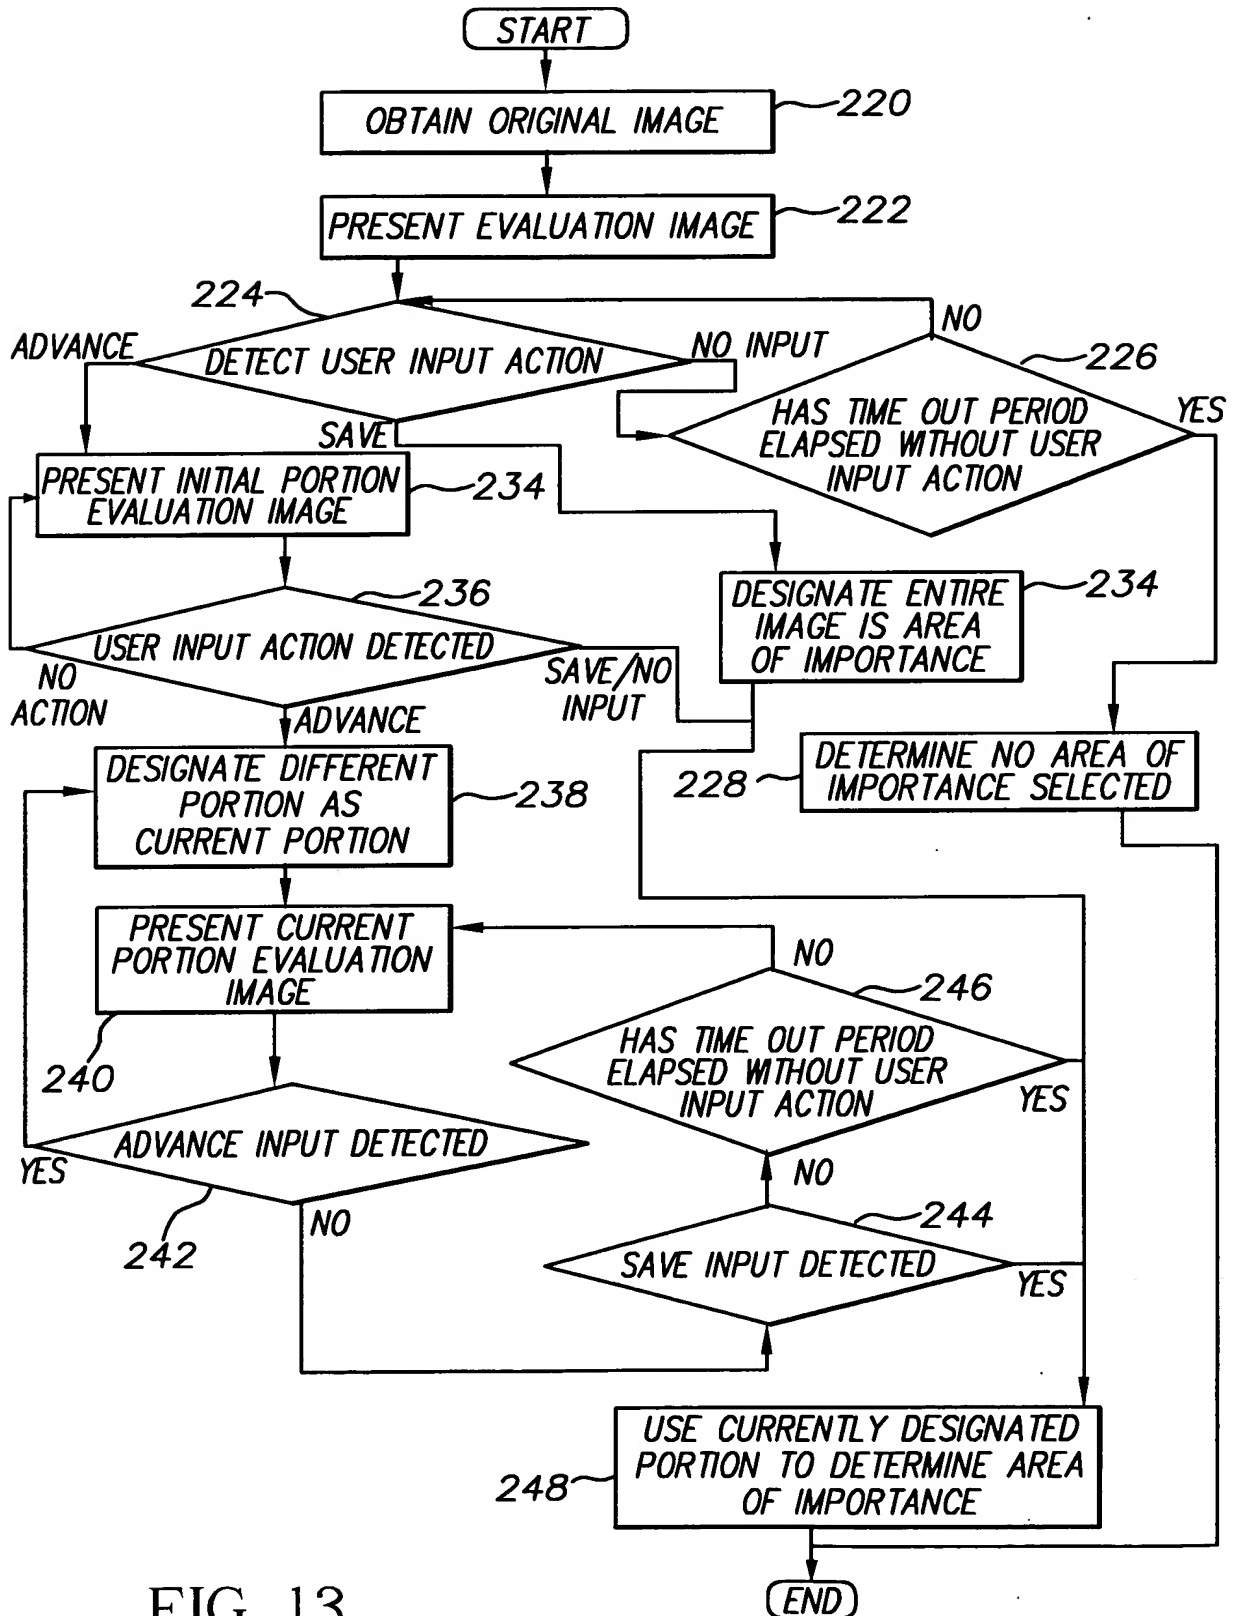 START
OBTAIN ORIGINAL IMAGE
220
PRESENT EVALUATION IMAGE
222
224
DETECT USER INPUT ACTION
ADVANCE
NO INPUT
SAVE
NO
226
HAS TIME OUT PERIOD
ELAPSED WITHOUT USER
INPUT ACTION
YES
PRESENT INITIAL PORTION
EVALUATION IMAGE
234
236
USER INPUT ACTION DETECTED
NO
ACTION
SAVE/NO
INPUT
ADVANCE
DESIGNATE ENTIRE
IMAGE IS AREA
OF IMPORTANCE
234
228
DETERMINE NO AREA OF
IMPORTANCE SELECTED
DESIGNATE DIFFERENT
PORTION AS
CURRENT PORTION
238
PRESENT CURRENT
PORTION EVALUATION
IMAGE
240
NO
246
HAS TIME OUT PERIOD
ELAPSED WITHOUT USER
INPUT ACTION
YES
ADVANCE INPUT DETECTED
YES
242
NO
NO
244
SAVE INPUT DETECTED
YES
USE CURRENTLY DESIGNATED
PORTION TO DETERMINE AREA
OF IMPORTANCE
248
END
FIG. 13